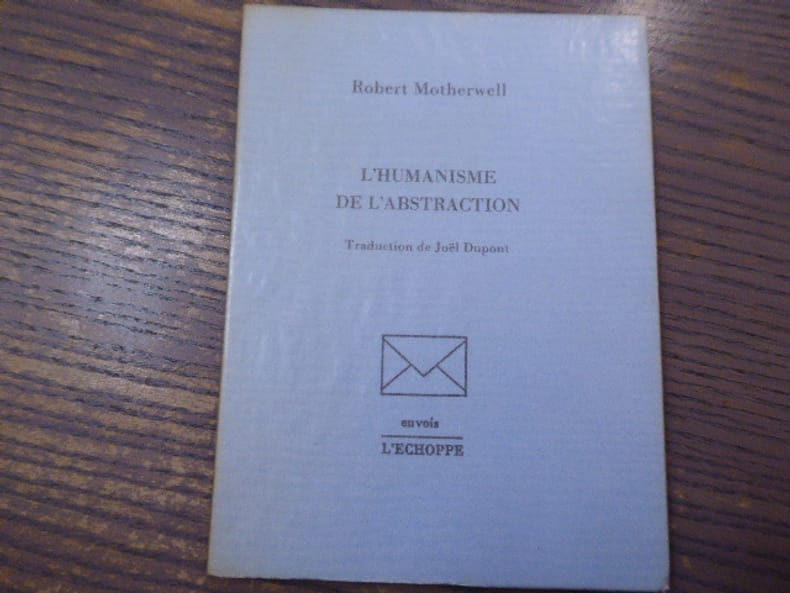 Robert Motherwell
L'HUMANISME
DE L'ABSTRACTION
Traduction de Joël Dupont
envois
L'ECHOPPE